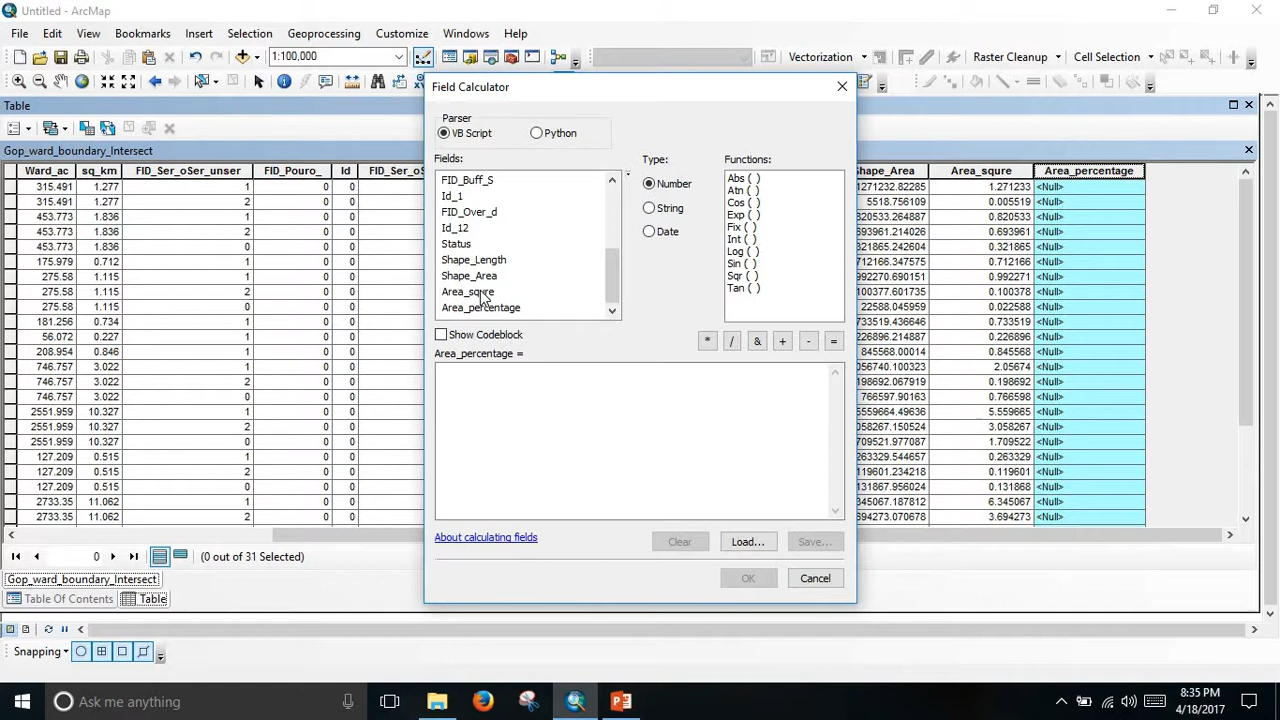 Untitled - ArcMap
File Edit View Bookmarks Insert Selection Geoprocessing Customize Windows Help
1:100,000 Vectorization Raster Cleanup Cell Selection
Table
Gop_ward_boundary_Intersect
Ward_ac sq_km FID_Ser_oSer_unser FID_Pouro_ Id
315.491 1.277 1 0 0
315.491 1.277 2 0 0
453.773 1.836 1 0 0
453.773 1.836 2 0 0
453.773 1.836 0 0
175.979 0.712 1 0 0
275.58 1.115 1 0 0
275.58 1.115 2 0 0
275.58 1.115 0 0
181.256 0.734 1 0 0
56.072 0.227 1 0 0
208.954 0.846 1 0 0
746.757 3.022 1 0 0
746.757 3.022 2 0 0
746.757 3.022 0 0
2551.959 10.327 1 0 0
2551.959 10.327 2 0 0
2551.959 10.327 0 0
127.209 0.515 1 0 0
127.209 0.515 2 0 0
127.209 0.515 0 0
2733.35 11.062 1 0 0
2733.35 11.062 2 0 0
Field Calculator
Parser
VB Script Python
Fields: Type: Functions:
FID_Buff_S
Id_1
FID_Over_d
Id_12
Status
Shape_Length
Shape_Area
Area_squre
Area_percentage
Number
String
Date
Abs ( )
Atn ( )
Cos ( )
Exp ( )
Fix ( )
Int ( )
Log ( )
Sin ( )
Sqr ( )
Tan ( )
Show Codeblock
* / & + - =
Area_percentage =
About calculating fields
Clear Load... Save...
OK Cancel
Area_squre Area_percentage
1.271233 <Null>
5518.756109 0.005519 <Null>
0.820533 <Null>
0.693961 <Null>
0.321865 <Null>
0.712166 <Null>
0.992271 <Null>
0.100378 <Null>
0.022588 <Null>
0.733519 <Null>
0.226896 <Null>
845568.00014 0.845568 <Null>
2.05674 <Null>
0.198692 <Null>
766597.90163 0.766598 <Null>
5.559665 <Null>
3.058267 <Null>
1.709522 <Null>
0.263329 <Null>
0.119601 <Null>
0.131868 <Null>
6.345067 <Null>
3.694273 <Null>
0 (0 out of 31 Selected)
Gop_ward_boundary_Intersect
Table Of Contents Table
Snapping
Ask me anything
8:35 PM
4/18/2017